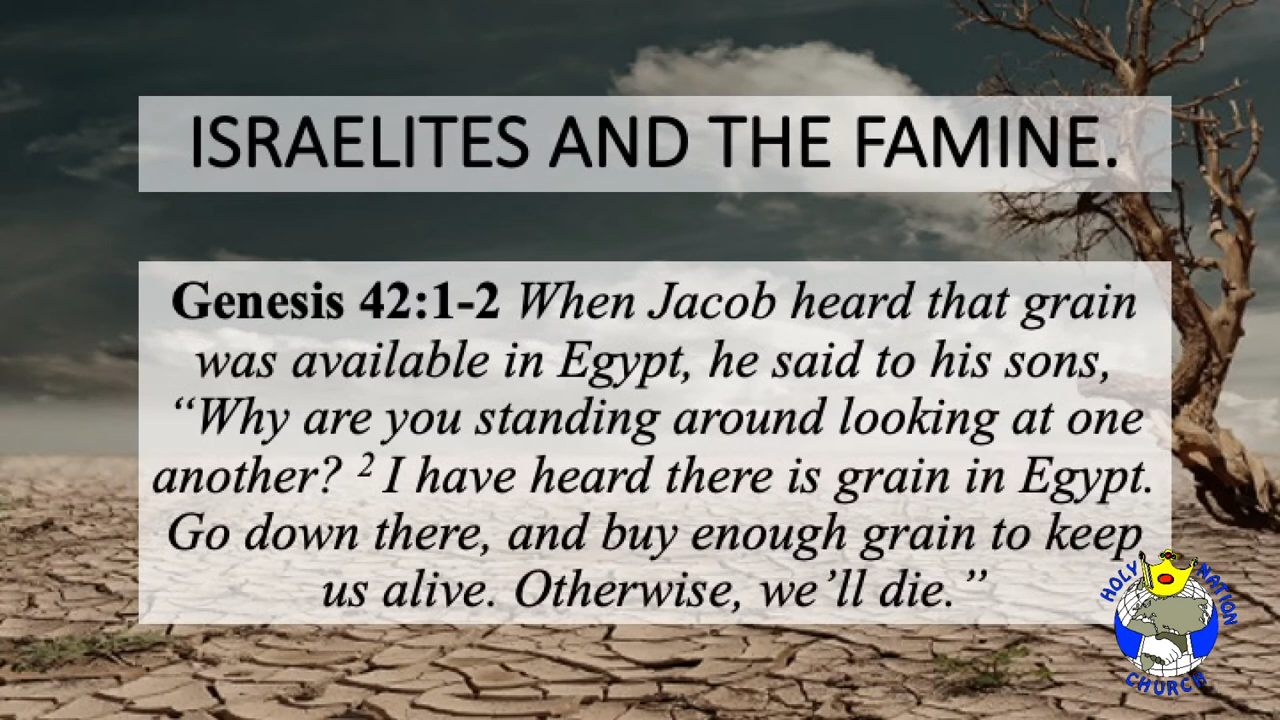 ISRAELITES AND THE FAMINE.
Genesis 42:1-2 When Jacob heard that grain
was available in Egypt, he said to his sons,
“Why are you standing around looking at one
another? ² I have heard there is grain in Egypt.
Go down there, and buy enough grain to keep
us alive. Otherwise, we’ll die.”
HOLY NATION
CHURCH